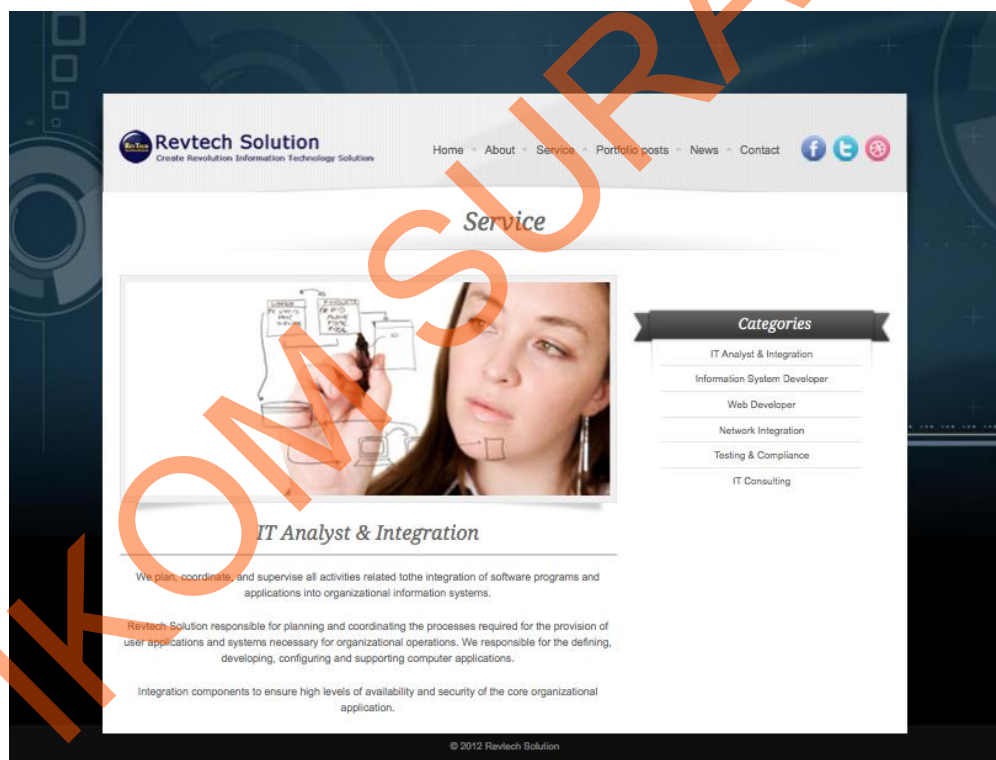 Revtech Solution
Create Revolution Information Technology Solution
Home About Service Portfolio posts News Contact
Service
IT Analyst & Integration
We plan, coordinate, and supervise all activities related tothe integration of software programs and
applications into organizational information systems.
Revtech Solution responsible for planning and coordinating the processes required for the provision of
user applications and systems necessary for organizational operations. We responsible for the defining,
developing, configuring and supporting computer applications.
Integration components to ensure high levels of availability and security of the core organizational
application.
Categories
IT Analyst & Integration
Information System Developer
Web Developer
Network Integration
Testing & Compliance
IT Consulting
© 2012 Revtech Solution
IKOM SURA